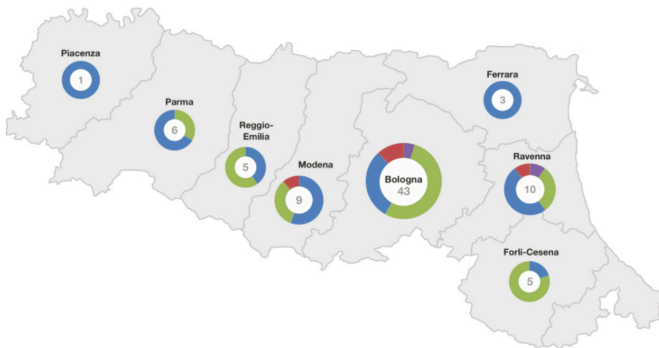 Piacenza
1
Parma
6
Reggio-
Emilia
5
Modena
9
Bologna
43
Ferrara
3
Ravenna
10
Forlì-Cesena
5